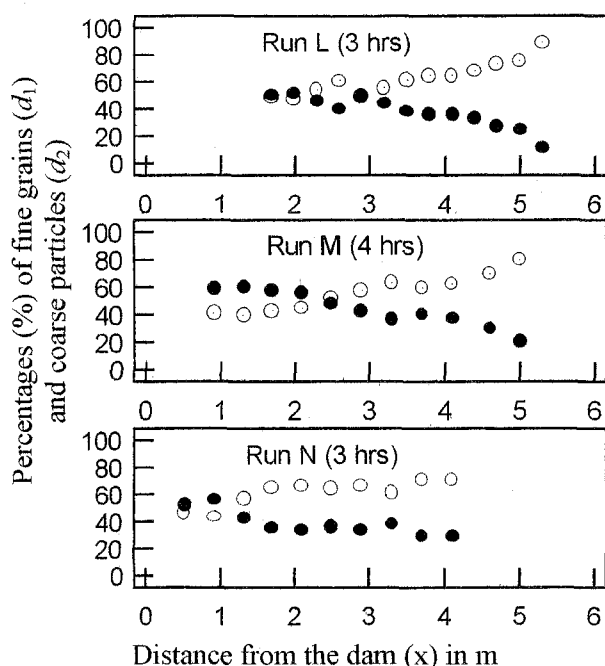 Percentages (%) of fine grains (d₁)
and coarse particles (d₂)
Run L (3 hrs)
100
80
60
40
20
0
0 1 2 3 4 5 6
Run M (4 hrs)
100
80
60
40
20
0
0 1 2 3 4 5 6
Run N (3 hrs)
100
80
60
40
20
0
0 1 2 3 4 5 6
Distance from the dam (x) in m